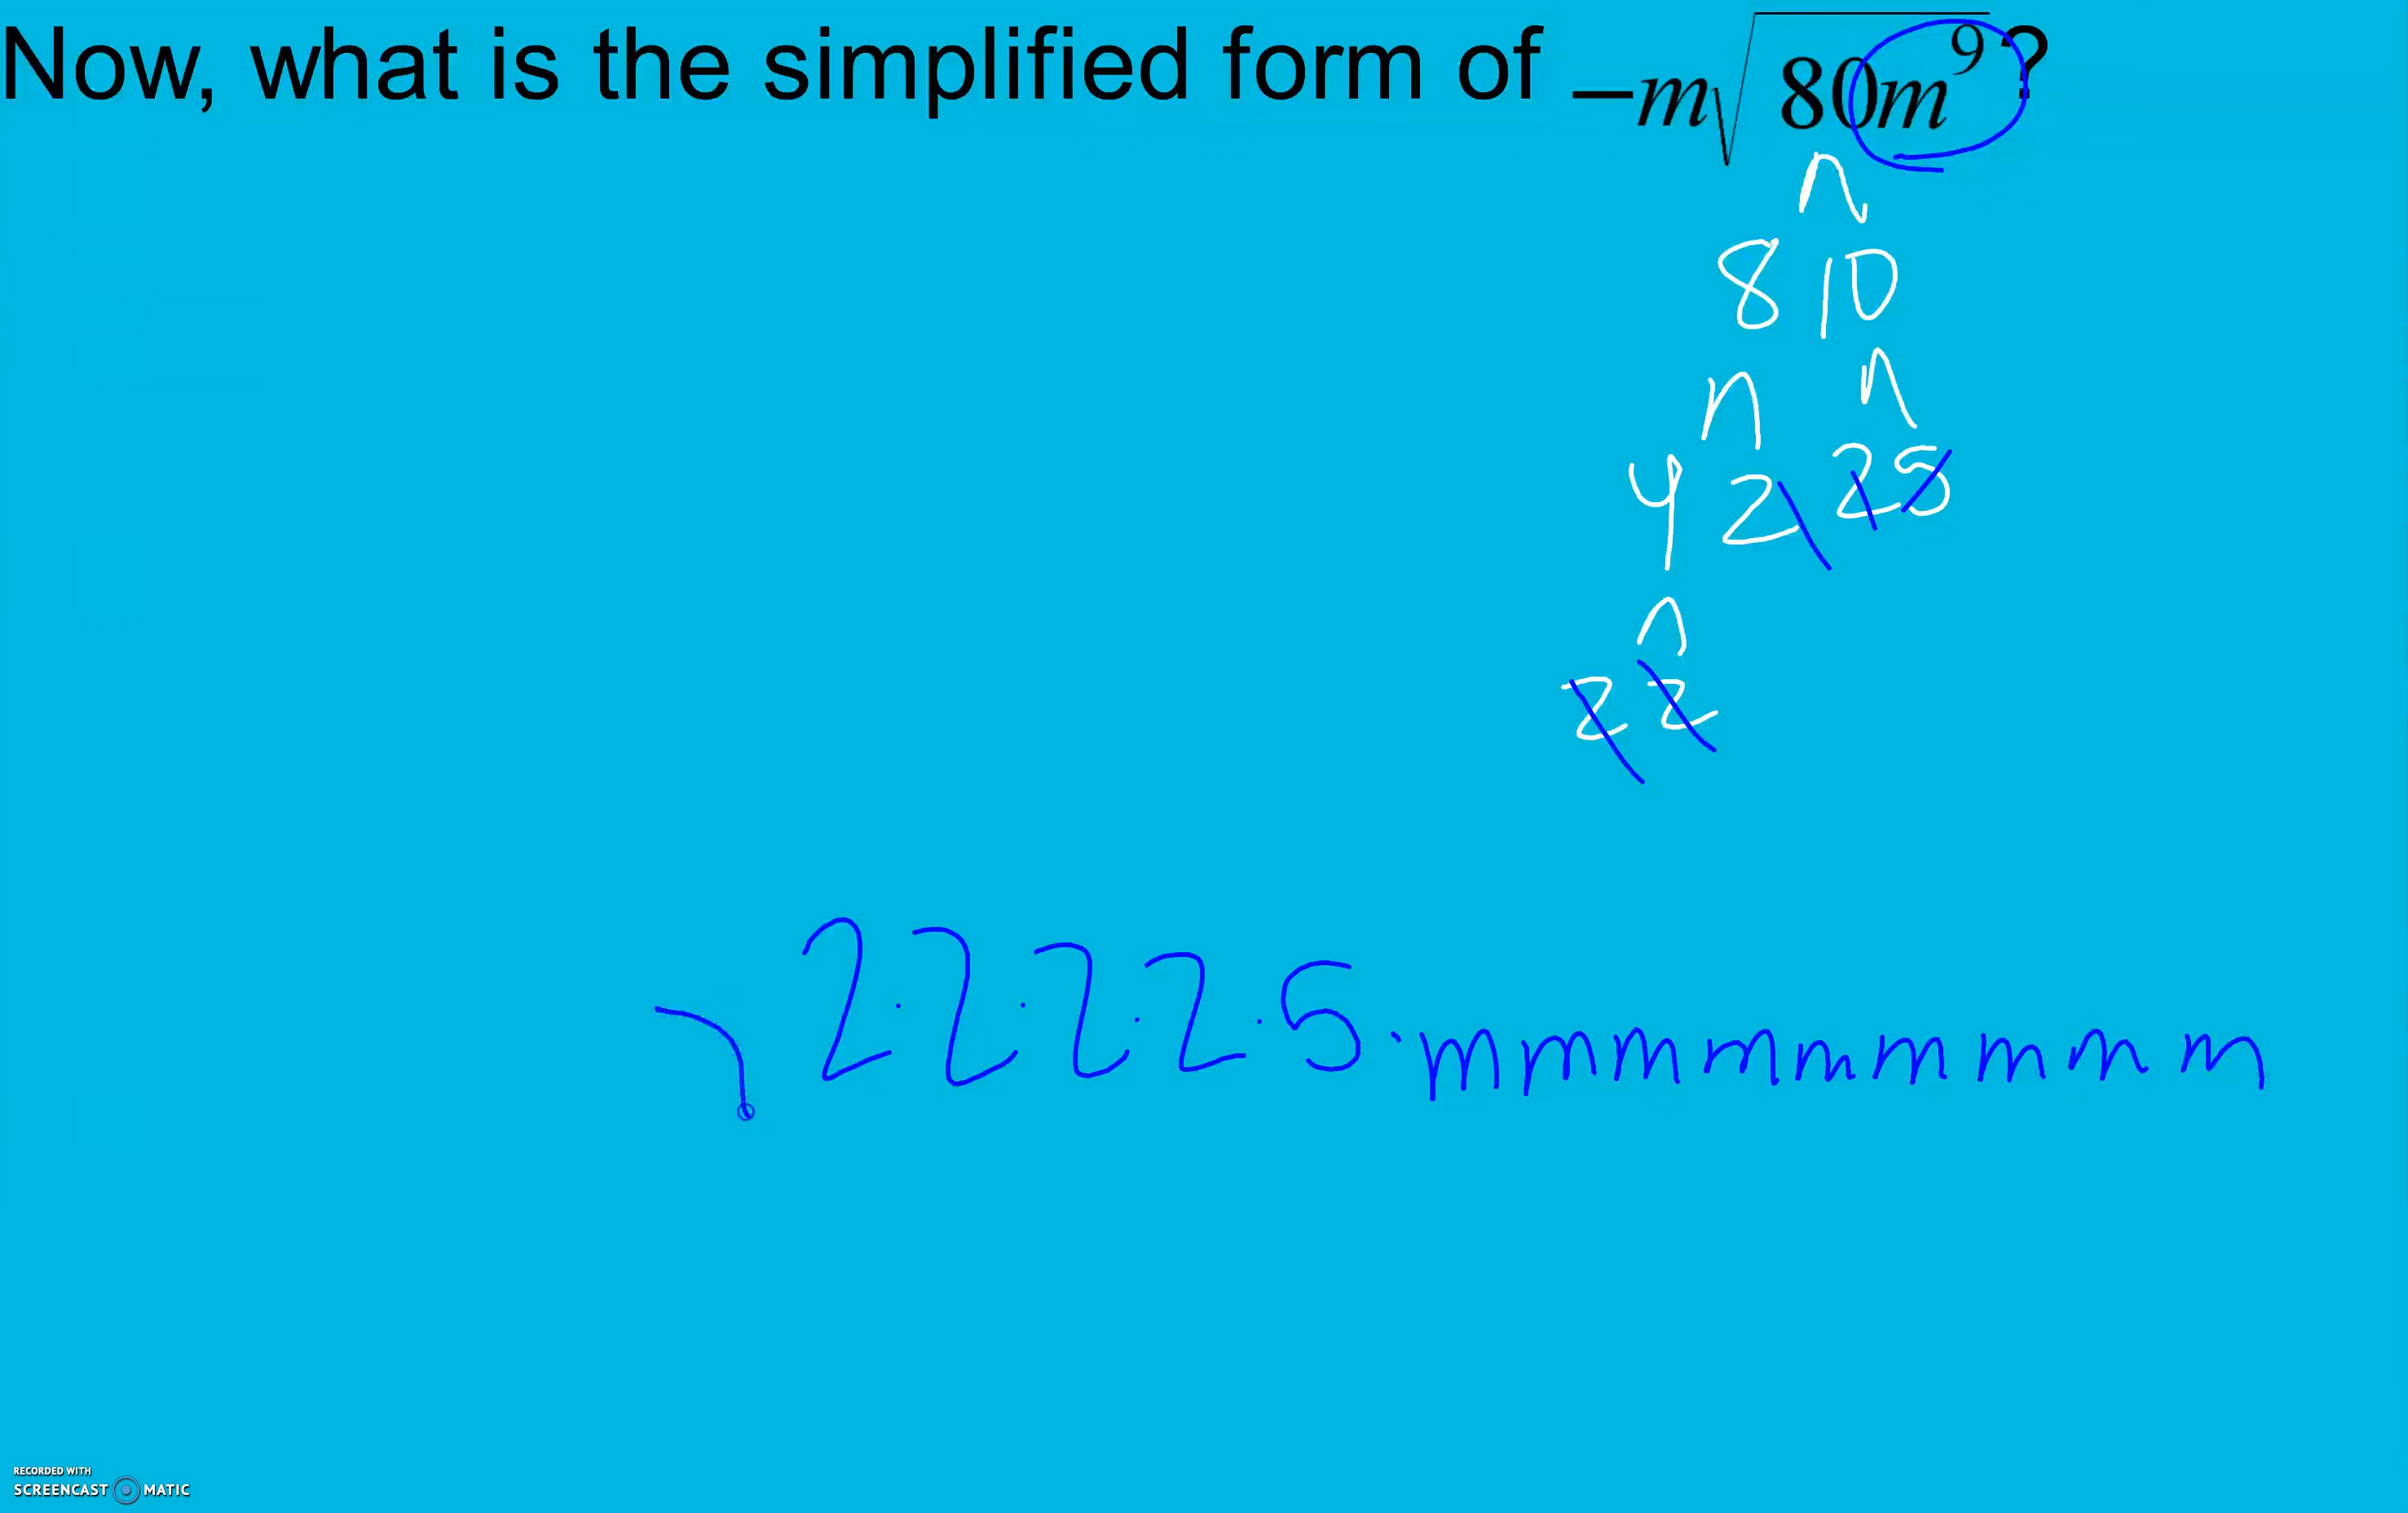 Now, what is the simplified form of −m√80m⁹?
8 10
4 2 2 5
2 2
√2·2·2·2·5·m m m m m m m m m
RECORDED WITH
SCREENCAST MATIC